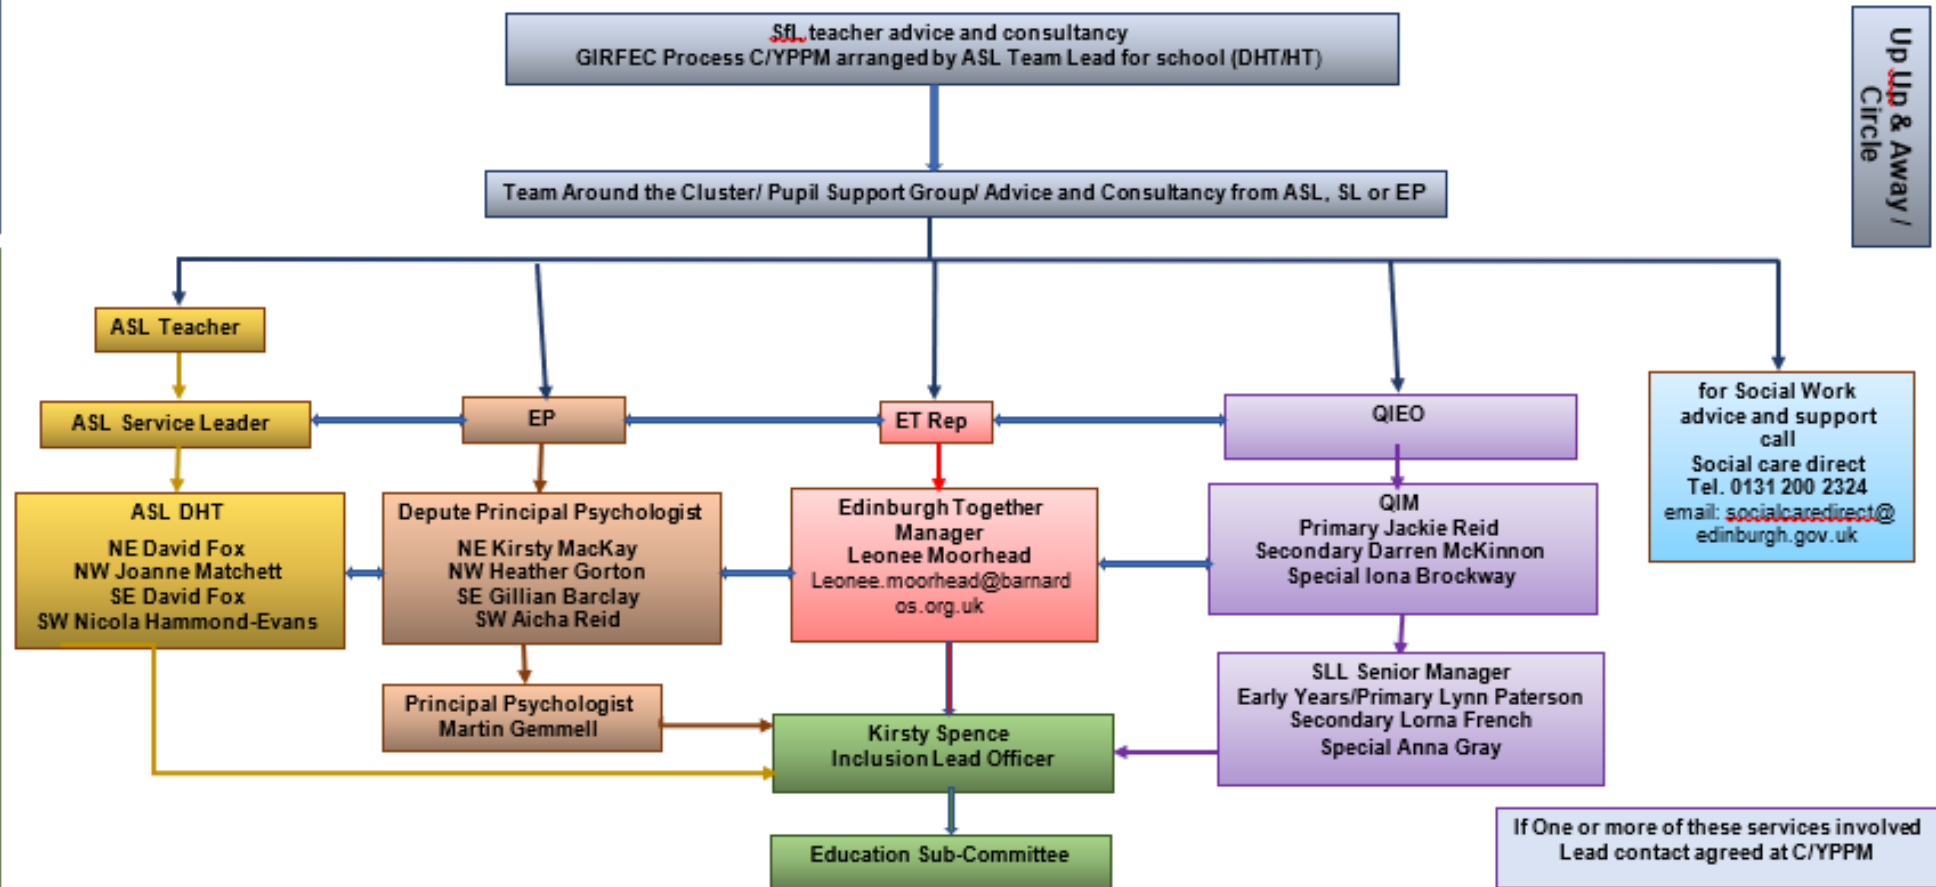 SfL teacher advice and consultancy
GIRFEC Process C/YPPM arranged by ASL Team Lead for school (DHT/HT)
Up Up & Away /
Circle
Team Around the Cluster/ Pupil Support Group/ Advice and Consultancy from ASL, SL or EP
ASL Teacher
ASL Service Leader
EP
ET Rep
QIEO
for Social Work
advice and support
call
Social care direct
Tel. 0131 200 2324
email: socialcaredirect@
edinburgh.gov.uk
ASL DHT
NE David Fox
NW Joanne Matchett
SE David Fox
SW Nicola Hammond-Evans
Depute Principal Psychologist
NE Kirsty MacKay
NW Heather Gorton
SE Gillian Barclay
SW Aicha Reid
Edinburgh Together
Manager
Leonee Moorhead
Leonee.moorhead@barnard
os.org.uk
QIM
Primary Jackie Reid
Secondary Darren McKinnon
Special Iona Brockway
Principal Psychologist
Martin Gemmell
SLL Senior Manager
Early Years/Primary Lynn Paterson
Secondary Lorna French
Special Anna Gray
Kirsty Spence
Inclusion Lead Officer
Education Sub-Committee
If One or more of these services involved
Lead contact agreed at C/YPPM